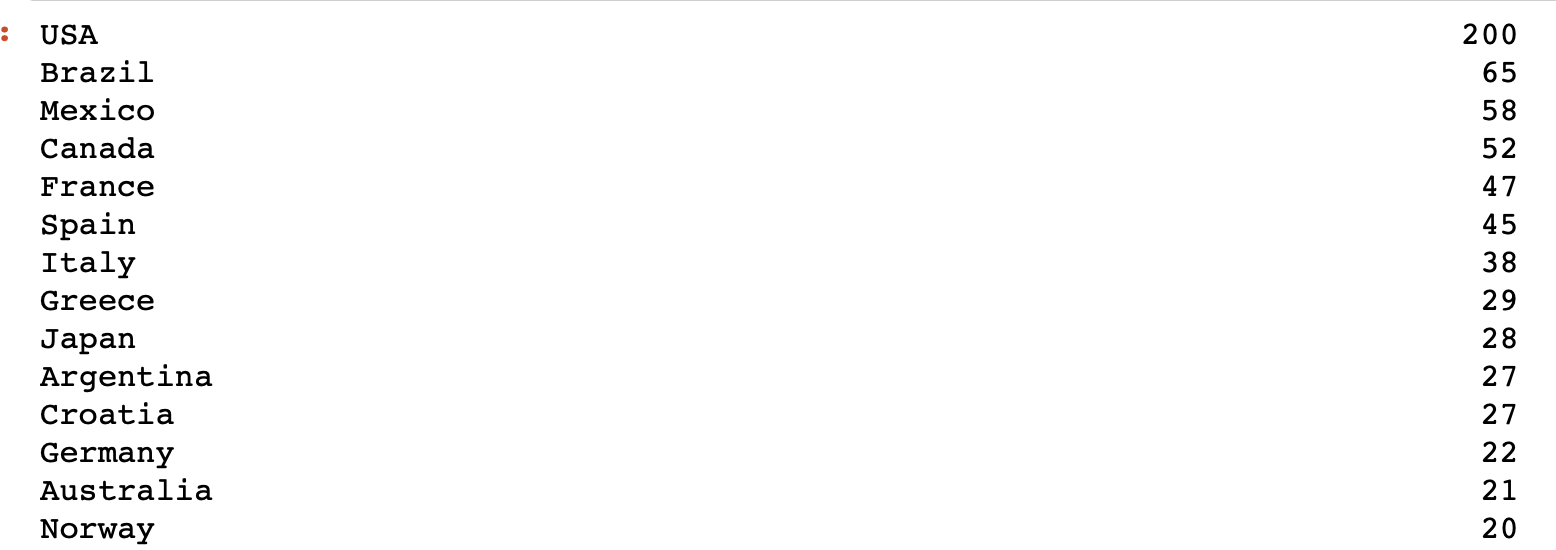 : USA 200
Brazil 65
Mexico 58
Canada 52
France 47
Spain 45
Italy 38
Greece 29
Japan 28
Argentina 27
Croatia 27
Germany 22
Australia 21
Norway 20